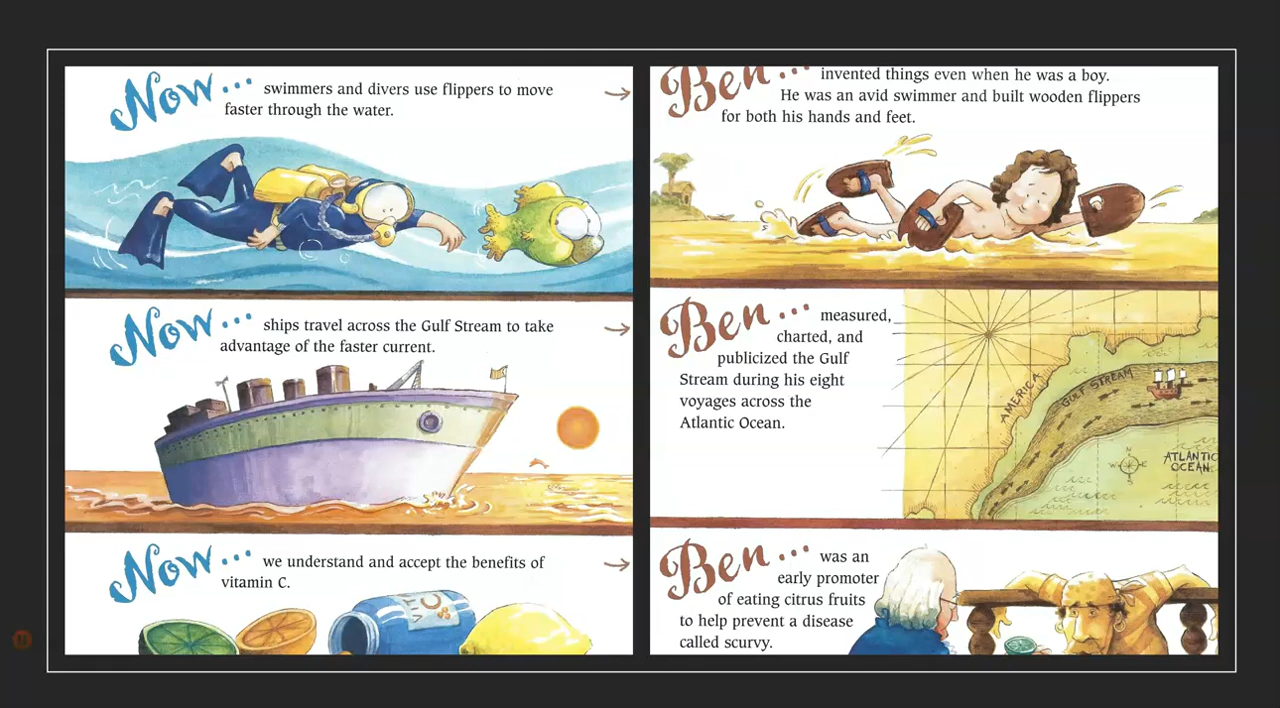 Now... swimmers and divers use flippers to move
faster through the water.
Now... ships travel across the Gulf Stream to take
advantage of the faster current.
Now... we understand and accept the benefits of
vitamin C.
VIT
C
Ben... invented things even when he was a boy.
He was an avid swimmer and built wooden flippers
for both his hands and feet.
Ben... measured,
charted, and
publicized the Gulf
Stream during his eight
voyages across the
Atlantic Ocean.
AMERICA
GULF STREAM
ATLANTIC
OCEAN
N
W E
S
Ben... was an
early promoter
of eating citrus fruits
to help prevent a disease
called scurvy.